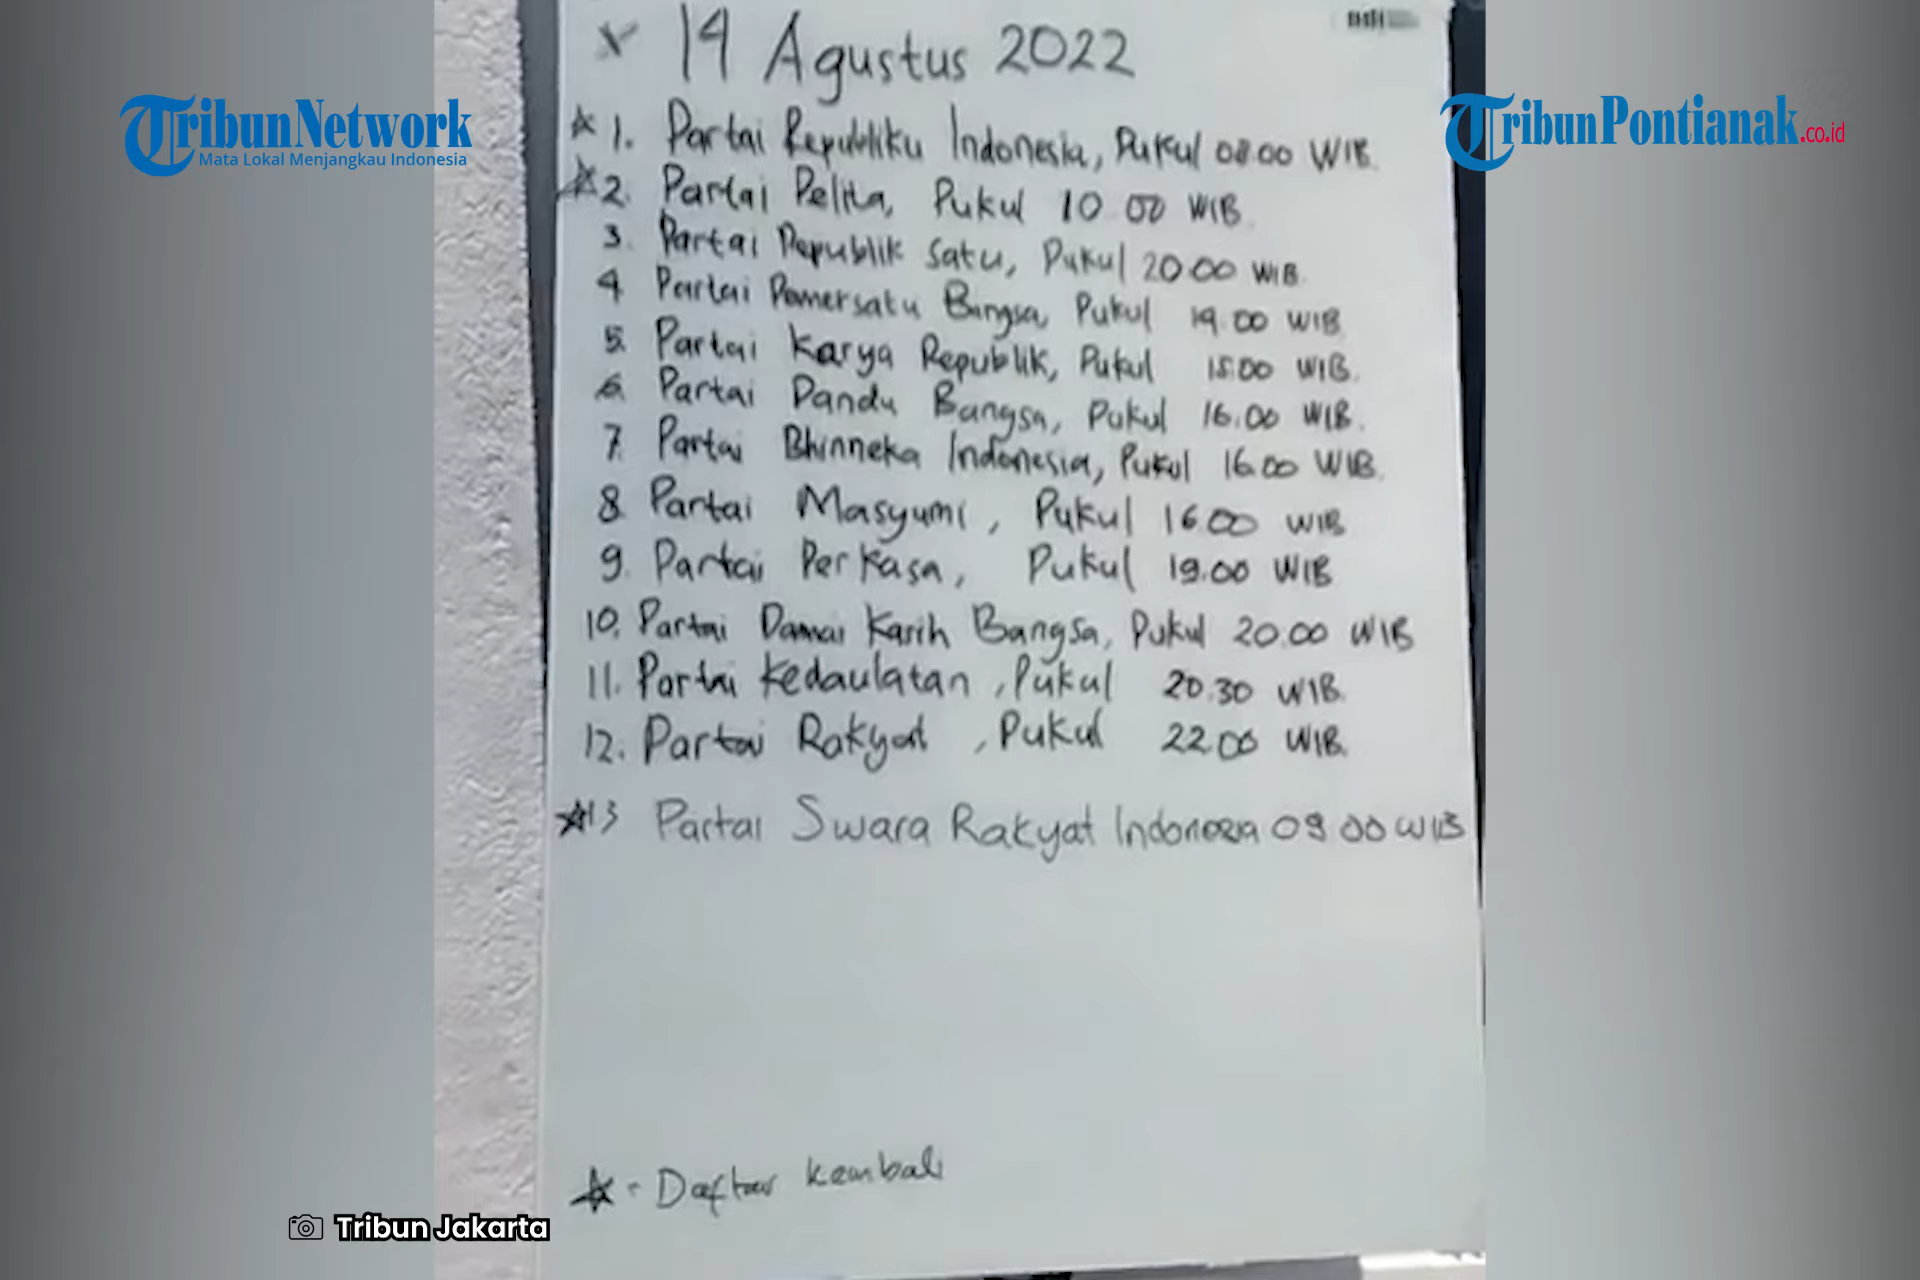 14 Agustus 2022
TribunNetwork
Mata Lokal Menjangkau Indonesia
TribunPontianak.co.id
1. Partai Republiku Indonesia, Pukul 08.00 WIB.
2. Partai Pelita, Pukul 10.00 WIB.
3. Partai Republik Satu, Pukul 20.00 WIB.
4 Partai Pemersatu Bangsa, Pukul 14.00 WIB
5. Partai Karya Republik, Pukul 15.00 WIB.
6. Partai Pandu Bangsa, Pukul 16.00 WIB.
7. Partai Bhinneka Indonesia, Pukul 16.00 WIB.
8. Partai Masyumi, Pukul 16.00 WIB
9. Partai Perkasa, Pukul 19.00 WIB
10. Partai Damai Kasih Bangsa, Pukul 20.00 WIB
11. Partai Kedaulatan, Pukul 20.30 WIB.
12. Partai Rakyat, Pukul 22.00 WIB.
13 Partai Swara Rakyat Indonesia 09 00 WIB
☆ = Daftar Kembali
Tribun Jakarta